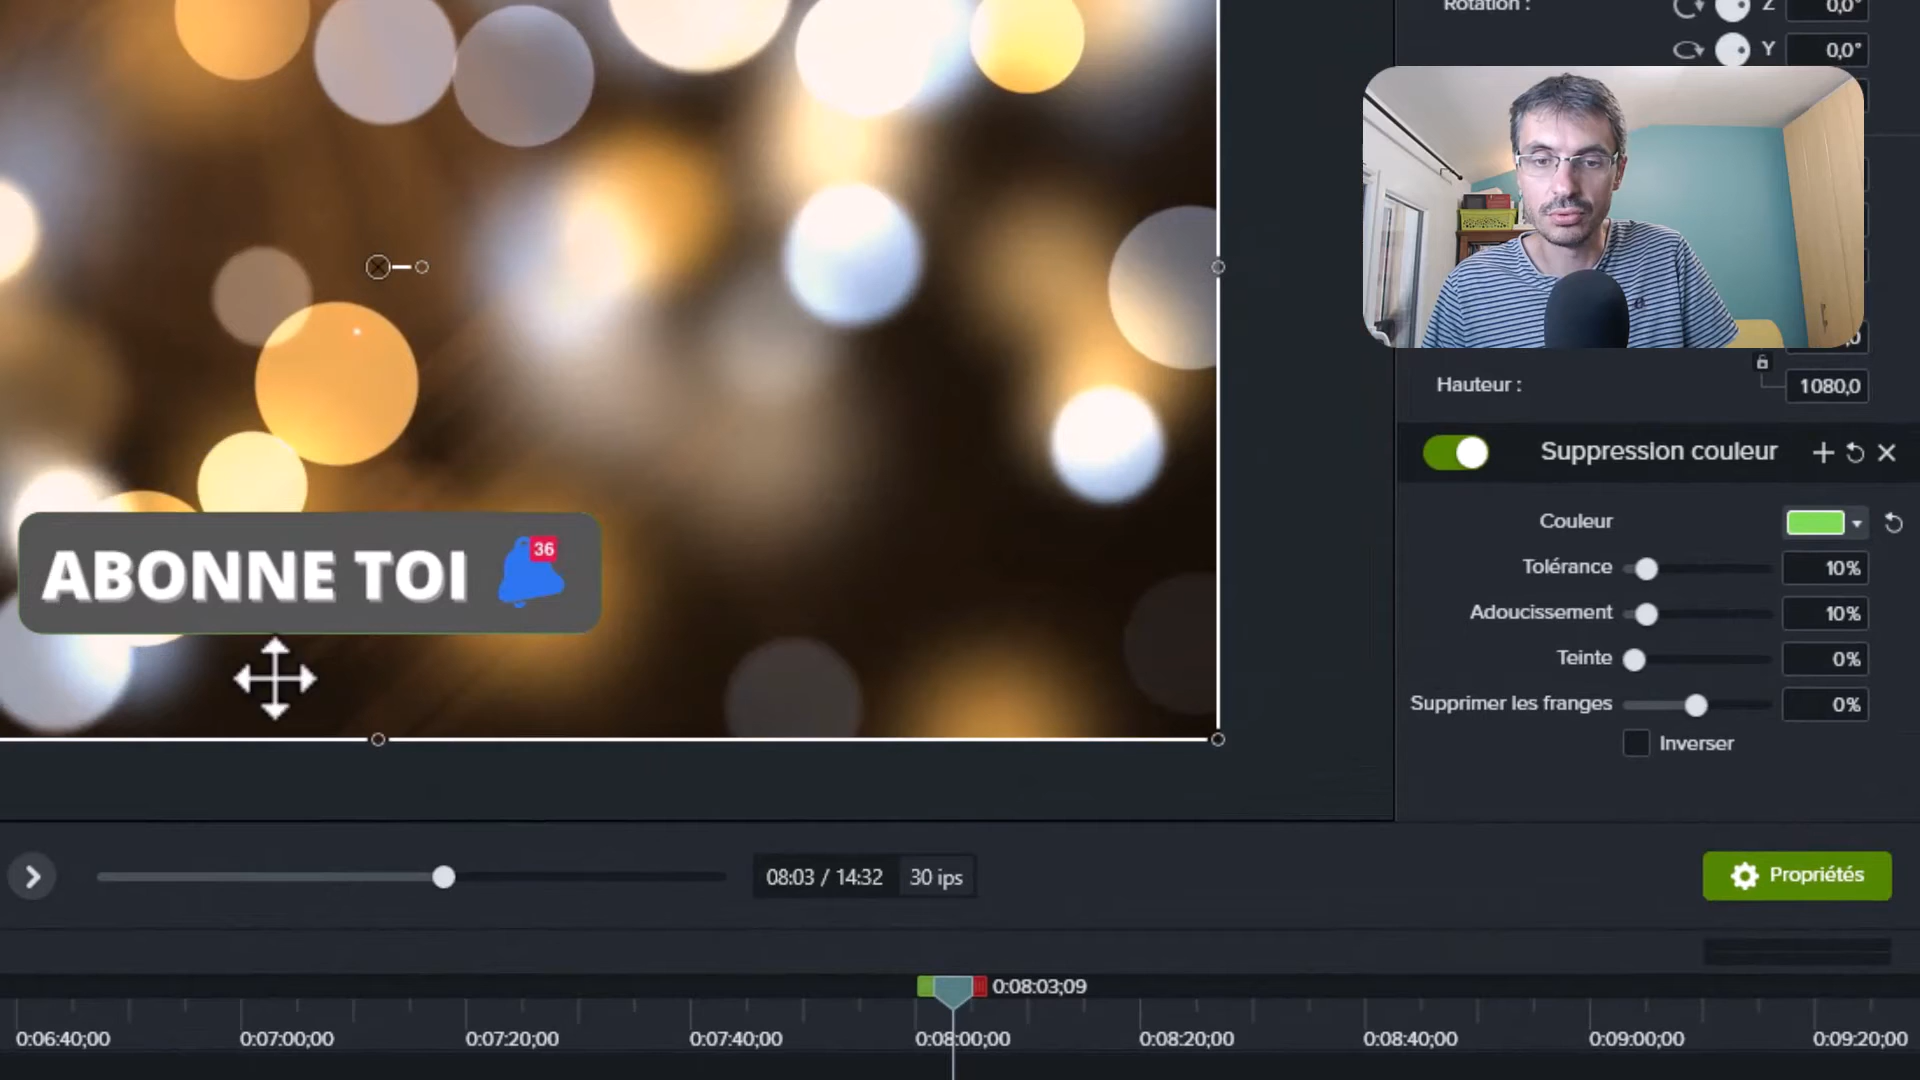 Rotation :
Z
0,0°
Y
0,0°
Hauteur :
1080,0
Suppression couleur
Couleur
Tolérance
10%
Adoucissement
10%
Teinte
0%
Supprimer les franges
0%
Inverser
ABONNE TOI
36
08:03 / 14:32
30 ips
Propriétés
0:08:03;09
0:06:40;00
0:07:00;00
0:07:20;00
0:07:40;00
0:08:00;00
0:08:20;00
0:08:40;00
0:09:00;00
0:09:20;00